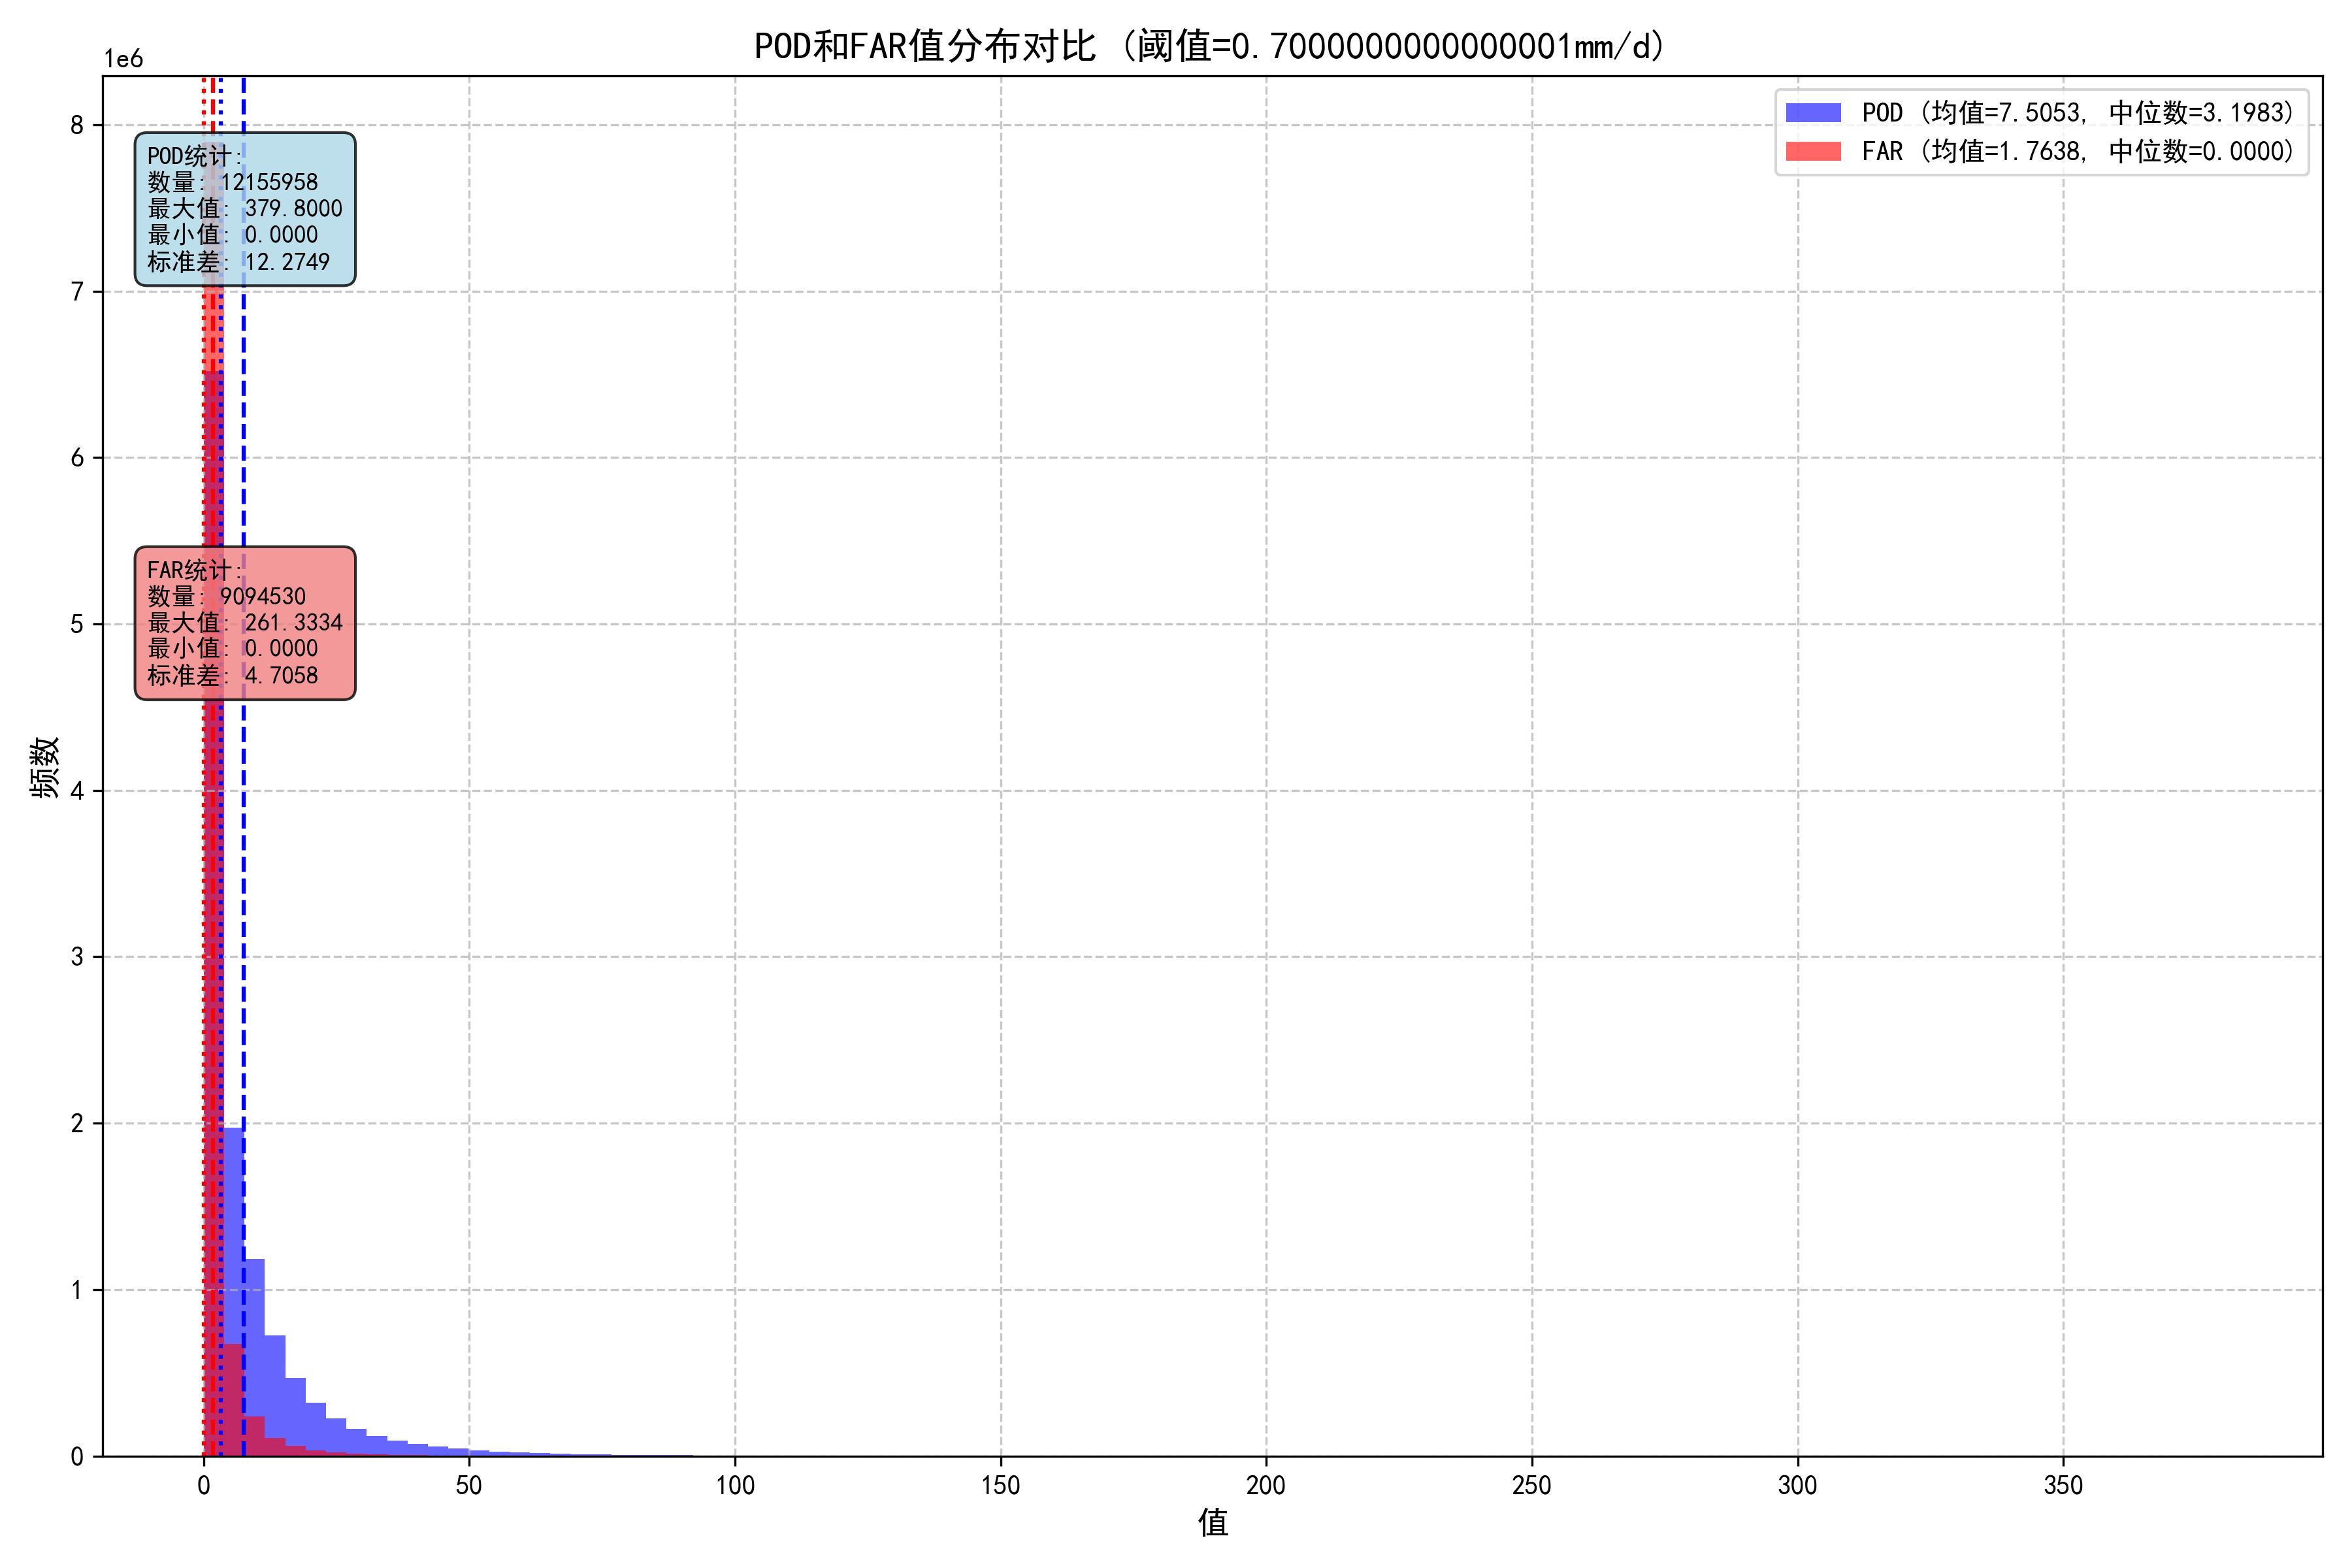 POD和FAR值分布对比 (阈值=0.7000000000000001mm/d)
1e6
POD (均值=7.5053, 中位数=3.1983)
FAR (均值=1.7638, 中位数=0.0000)
8
POD统计:
数量: 12155958
最大值: 379.8000
最小值: 0.0000
标准差: 12.2749
7
6
FAR统计:
数量: 9094530
最大值: 261.3334
最小值: 0.0000
标准差: 4.7058
5
频数
4
3
2
1
0
0 50 100 150 200 250 300 350
值